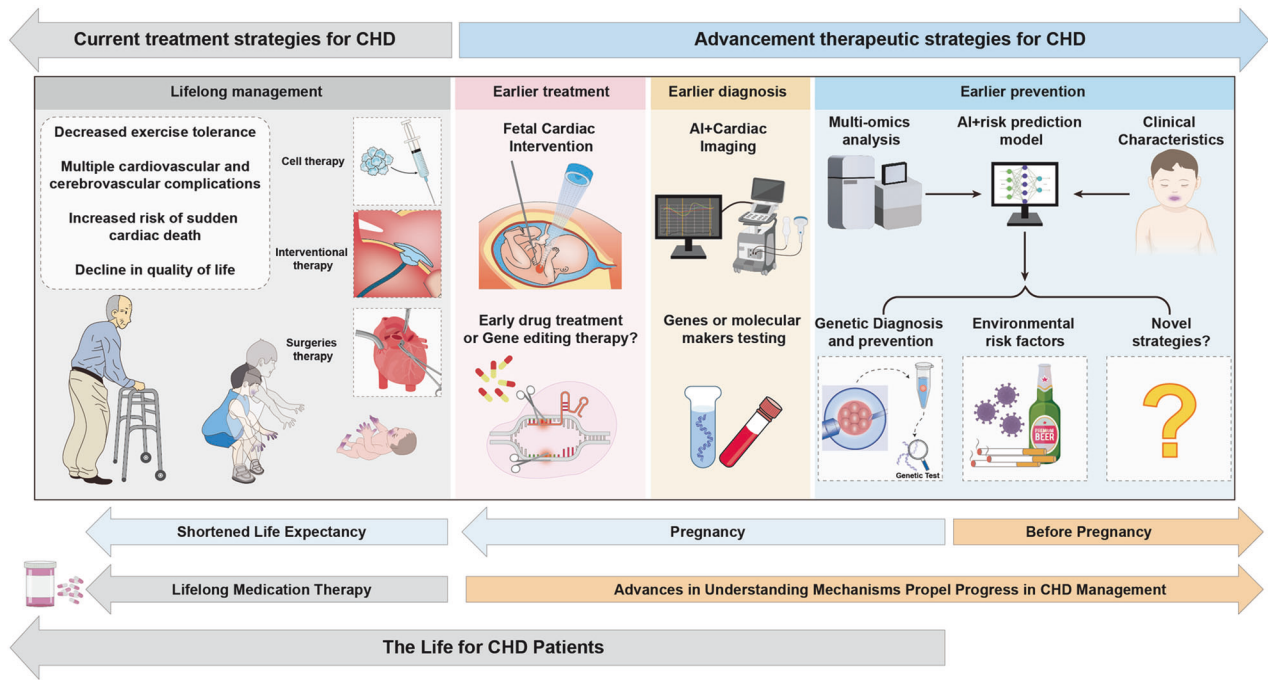 Current treatment strategies for CHD
Advancement therapeutic strategies for CHD
Lifelong management
Earlier treatment
Earlier diagnosis
Earlier prevention
Decreased exercise tolerance
Multiple cardiovascular and
cerebrovascular complications
Increased risk of sudden
cardiac death
Decline in quality of life
Cell therapy
Interventional
therapy
Surgeries
therapy
Fetal Cardiac
Intervention
Early drug treatment
or Gene editing therapy?
AI+Cardiac
Imaging
Genes or molecular
makers testing
Multi-omics
analysis
AI+risk prediction
model
Clinical
Characteristics
Genetic Diagnosis
and prevention
Genetic Test
Environmental
risk factors
PREMIUM
BEER
Novel
strategies?
?
Shortened Life Expectancy
Pregnancy
Before Pregnancy
Lifelong Medication Therapy
Advances in Understanding Mechanisms Propel Progress in CHD Management
The Life for CHD Patients